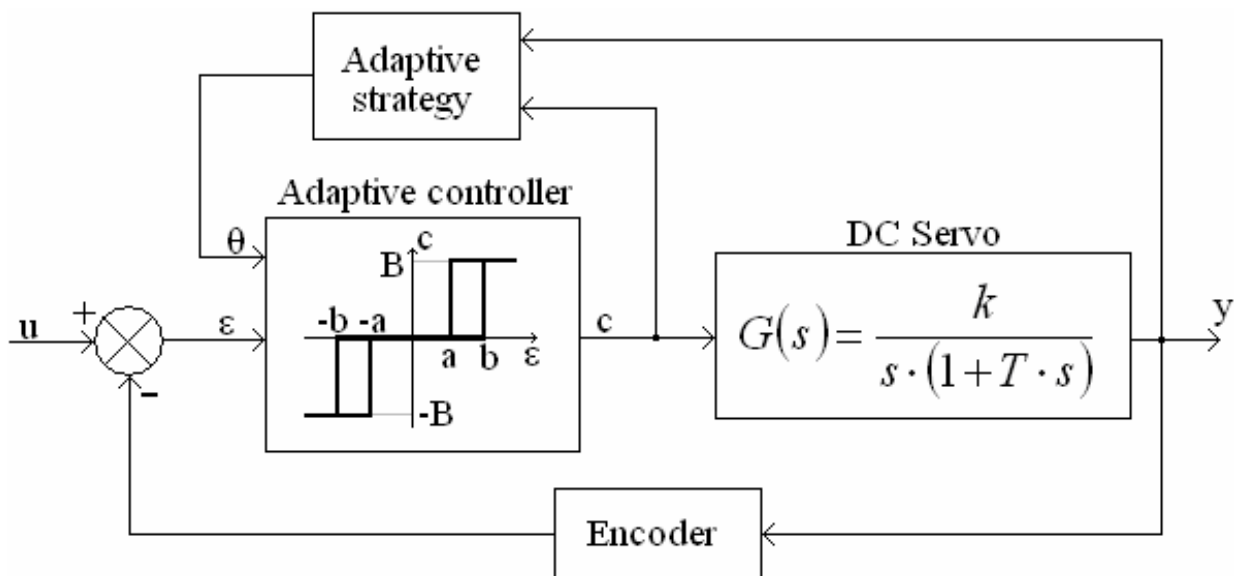 Adaptive
strategy
Adaptive controller
θ
c
B
-b
-a
a
b
ε
-B
u
+
-
ε
c
DC Servo
G(s) = k / (s·(1+T·s))
y
Encoder